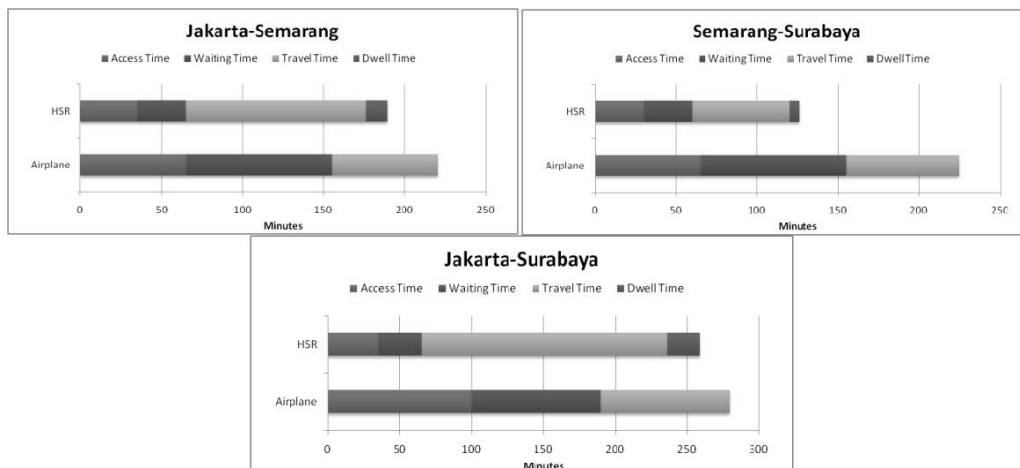 Jakarta-Semarang
Access Time Waiting Time Travel Time Dwell Time
HSR
Airplane
0 50 100 150 200 250
Minutes
Semarang-Surabaya
Access Time Waiting Time Travel Time Dwell Time
HSR
Airplane
0 50 100 150 200 250
Minutes
Jakarta-Surabaya
Access Time Waiting Time Travel Time Dwell Time
HSR
Airplane
0 50 100 150 200 250 300
Minutes